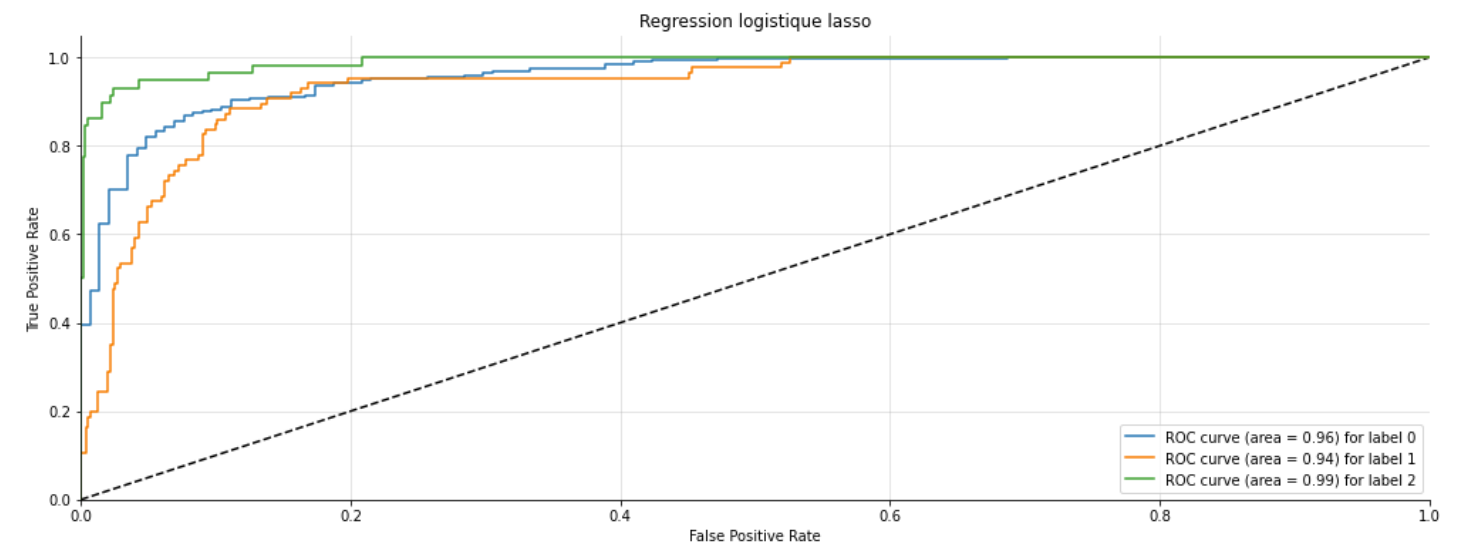 Regression logistique lasso
1.0
0.8
0.6
0.4
0.2
0.0
True Positive Rate
ROC curve (area = 0.96) for label 0
ROC curve (area = 0.94) for label 1
ROC curve (area = 0.99) for label 2
0.0 0.2 0.4 0.6 0.8 1.0
False Positive Rate